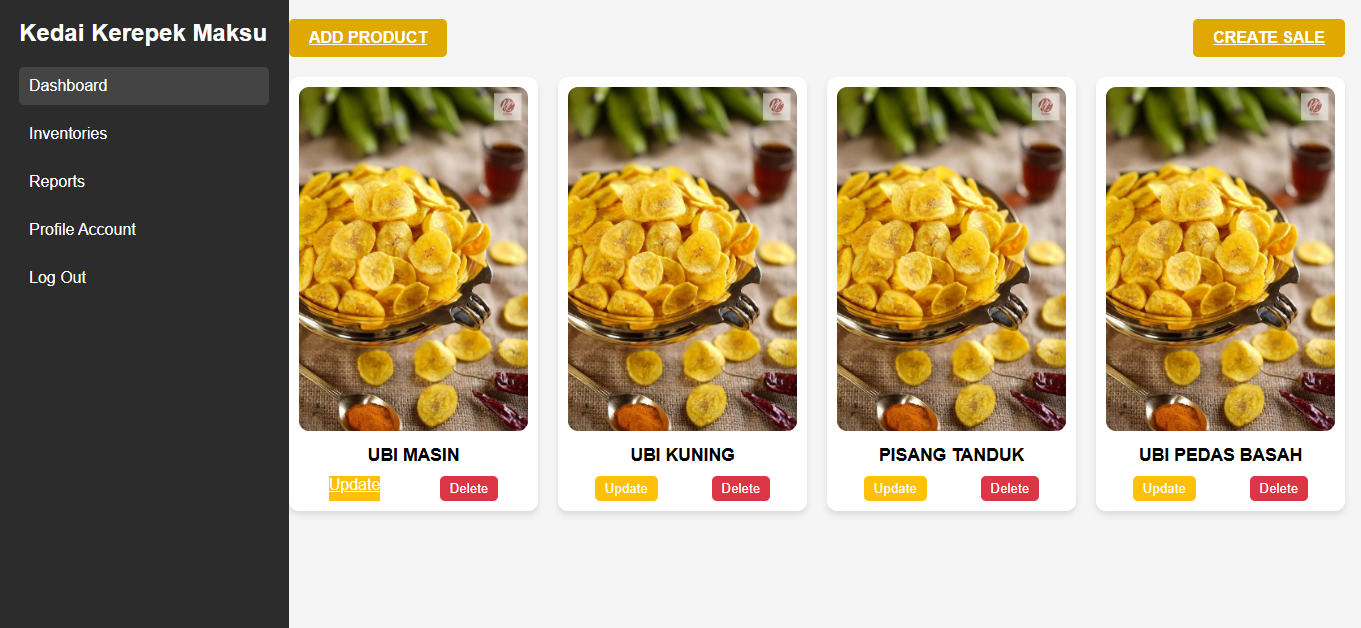 Kedai Kerepek Maksu
Dashboard
Inventories
Reports
Profile Account
Log Out
ADD PRODUCT
CREATE SALE
UBI MASIN
Update
Delete
UBI KUNING
Update
Delete
PISANG TANDUK
Update
Delete
UBI PEDAS BASAH
Update
Delete